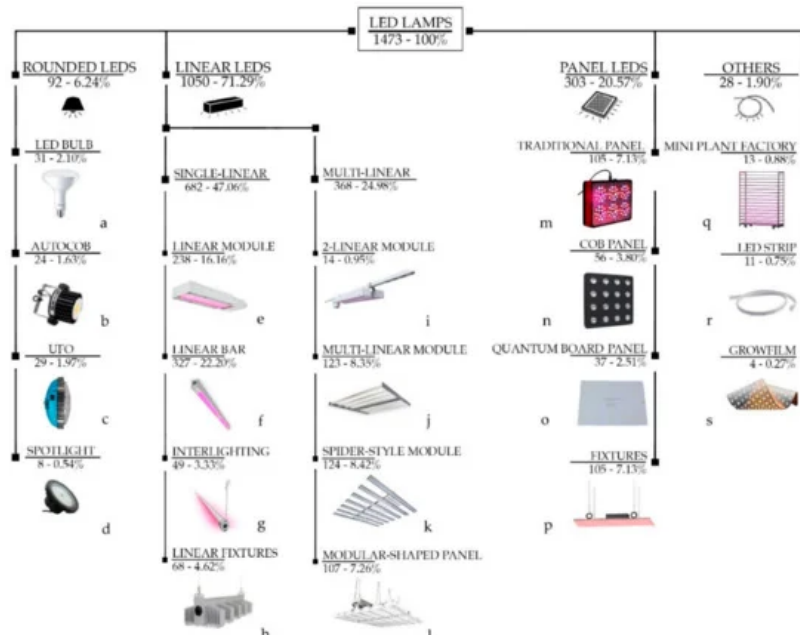 LED LAMPS
1473 - 100%
ROUNDED LEDS
92 - 6.24%
LINEAR LEDS
1050 - 71.29%
PANEL LEDS
303 - 20.57%
OTHERS
28 - 1.90%
LED BULB
31 - 2.10%
a
AUTOCOB
24 - 1.63%
b
UFO
29 - 1.97%
c
SPOTLIGHT
8 - 0.54%
d
SINGLE-LINEAR
682 - 47.06%
LINEAR MODULE
238 - 16.16%
e
LINEAR BAR
327 - 22.20%
f
INTERLIGHTING
49 - 3.33%
g
LINEAR FIXTURES
68 - 4.62%
h
MULTI-LINEAR
368 - 24.98%
2-LINEAR MODULE
14 - 0.95%
i
MULTI-LINEAR MODULE
123 - 8.35%
j
SPIDER-STYLE MODULE
124 - 8.42%
k
MODULAR-SHAPED PANEL
107 - 7.26%
l
TRADITIONAL PANEL
105 - 7.13%
m
COB PANEL
56 - 3.80%
n
QUANTUM BOARD PANEL
37 - 2.51%
o
FIXTURES
105 - 7.13%
p
MINI PLANT FACTORY
13 - 0.88%
q
LED STRIP
11 - 0.75%
r
GROWFILM
4 - 0.27%
s